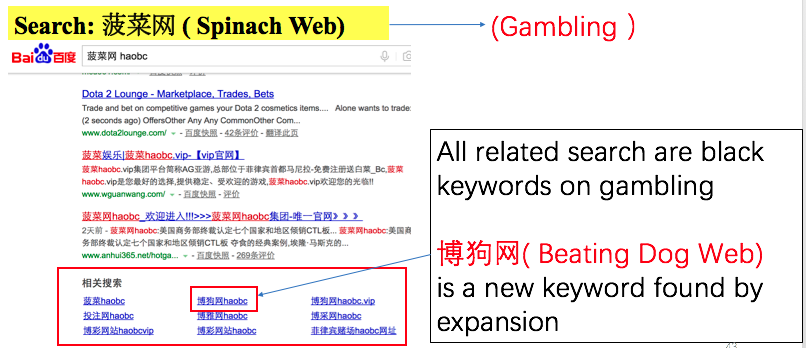 Search: 菠菜网 ( Spinach Web)
(Gambling )
Bai du 百度
菠菜网 haobc
Dota 2 Lounge - Marketplace, Trades, Bets
Trade and bet on competitive games your Dota 2 cosmetics items.... Alone wants to trade:
(2 seconds ago) OffersOther Any Any CommonOther Com...
www.dota2lounge.com/ - 百度快照 - 42条评价 - 翻译此页
菠菜娱乐|菠菜haobc.vip-【vip官网】
菠菜haobc.vip集团平台简称AG亚游,总部位于菲律宾首都马尼拉-免费注册送白菜_Bc,菠菜
haobc.vip是您最好的选择,提供稳定、受欢迎的游戏,菠菜haobc.vip欢迎您的光临!!
www.wguanwang.com/ - 百度快照 - 评价
菠菜网haobc_欢迎进入!!!>>>菠菜网haobc集团-唯一官网》》》
2天前 - 菠菜haobc:美国商务部终裁认定七个国家和地区倾销CTL板... 菠菜网haobc:美国商
务部终裁认定七个国家和地区倾销CTL板 夺食的经典案例,埃隆·马斯克的...
www.anhui365.net/hotga... - 百度快照 - 269条评价
相关搜索
菠菜haobc 博狗网haobc 博狗网haobc.vip
投注网haobc 博雅网haobc 博采网haobc
博彩网站haobcvip 博彩网站haobc 菲律宾赌场haobc网址
All related search are black
keywords on gambling
博狗网( Beating Dog Web)
is a new keyword found by
expansion